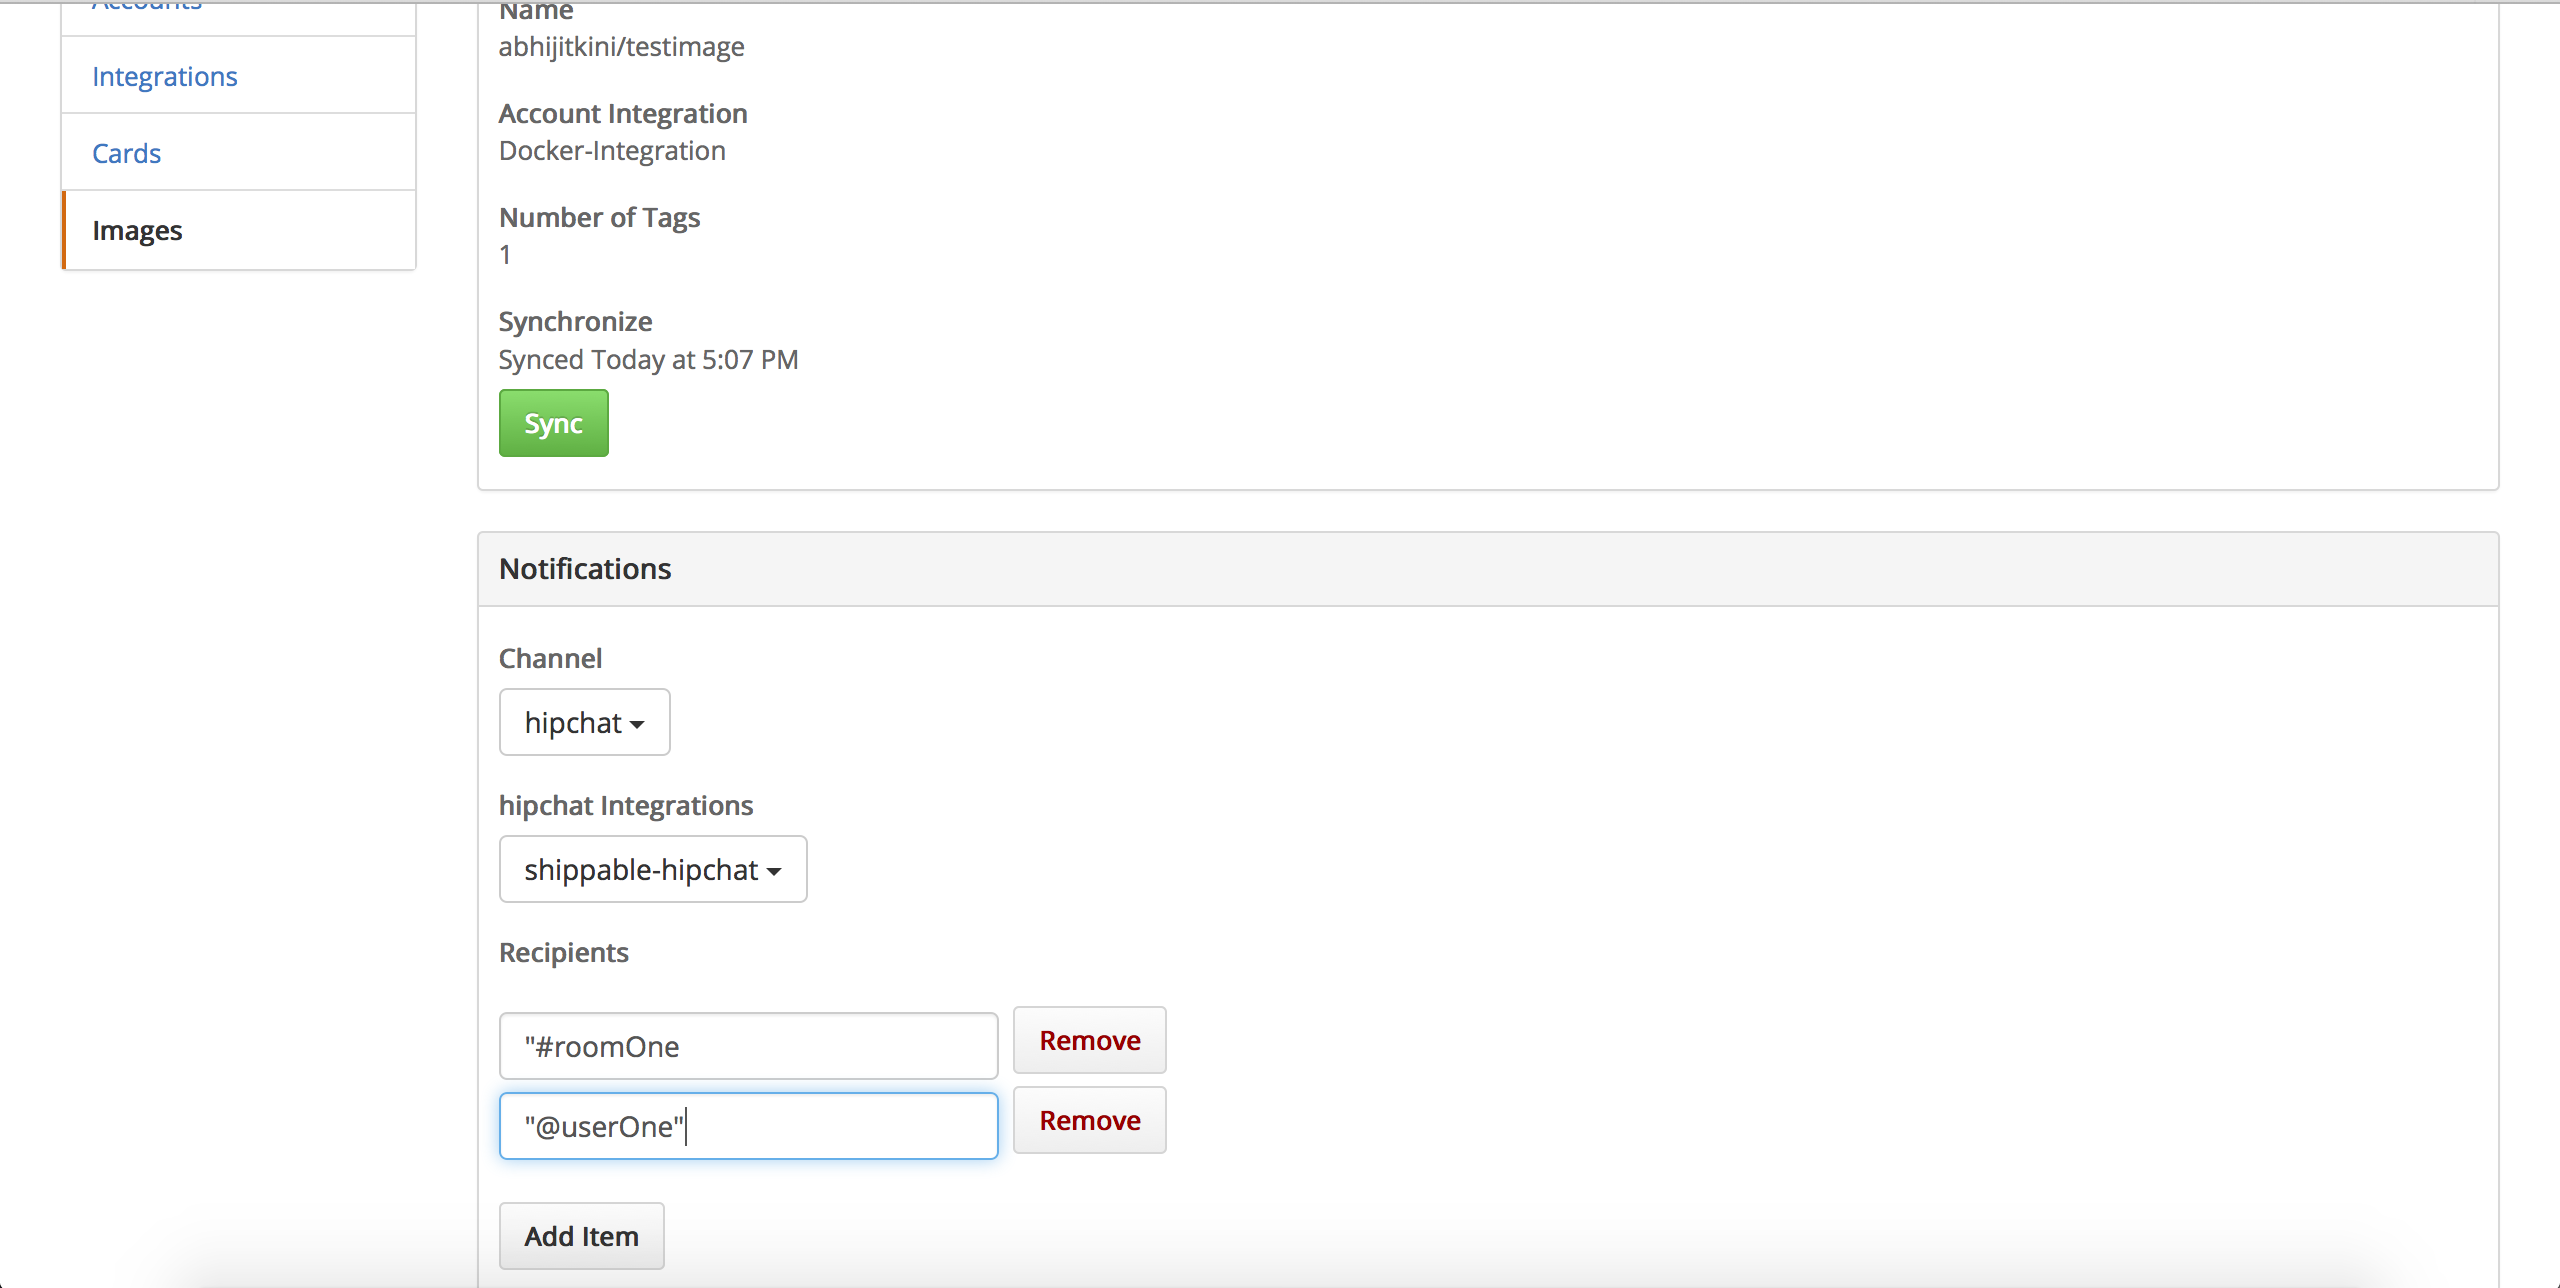 Accounts
Integrations
Cards
Images
Name
abhijitkini/testimage
Account Integration
Docker-Integration
Number of Tags
1
Synchronize
Synced Today at 5:07 PM
Sync
Notifications
Channel
hipchat
hipchat Integrations
shippable-hipchat
Recipients
"#roomOne
Remove
"@userOne"
Remove
Add Item